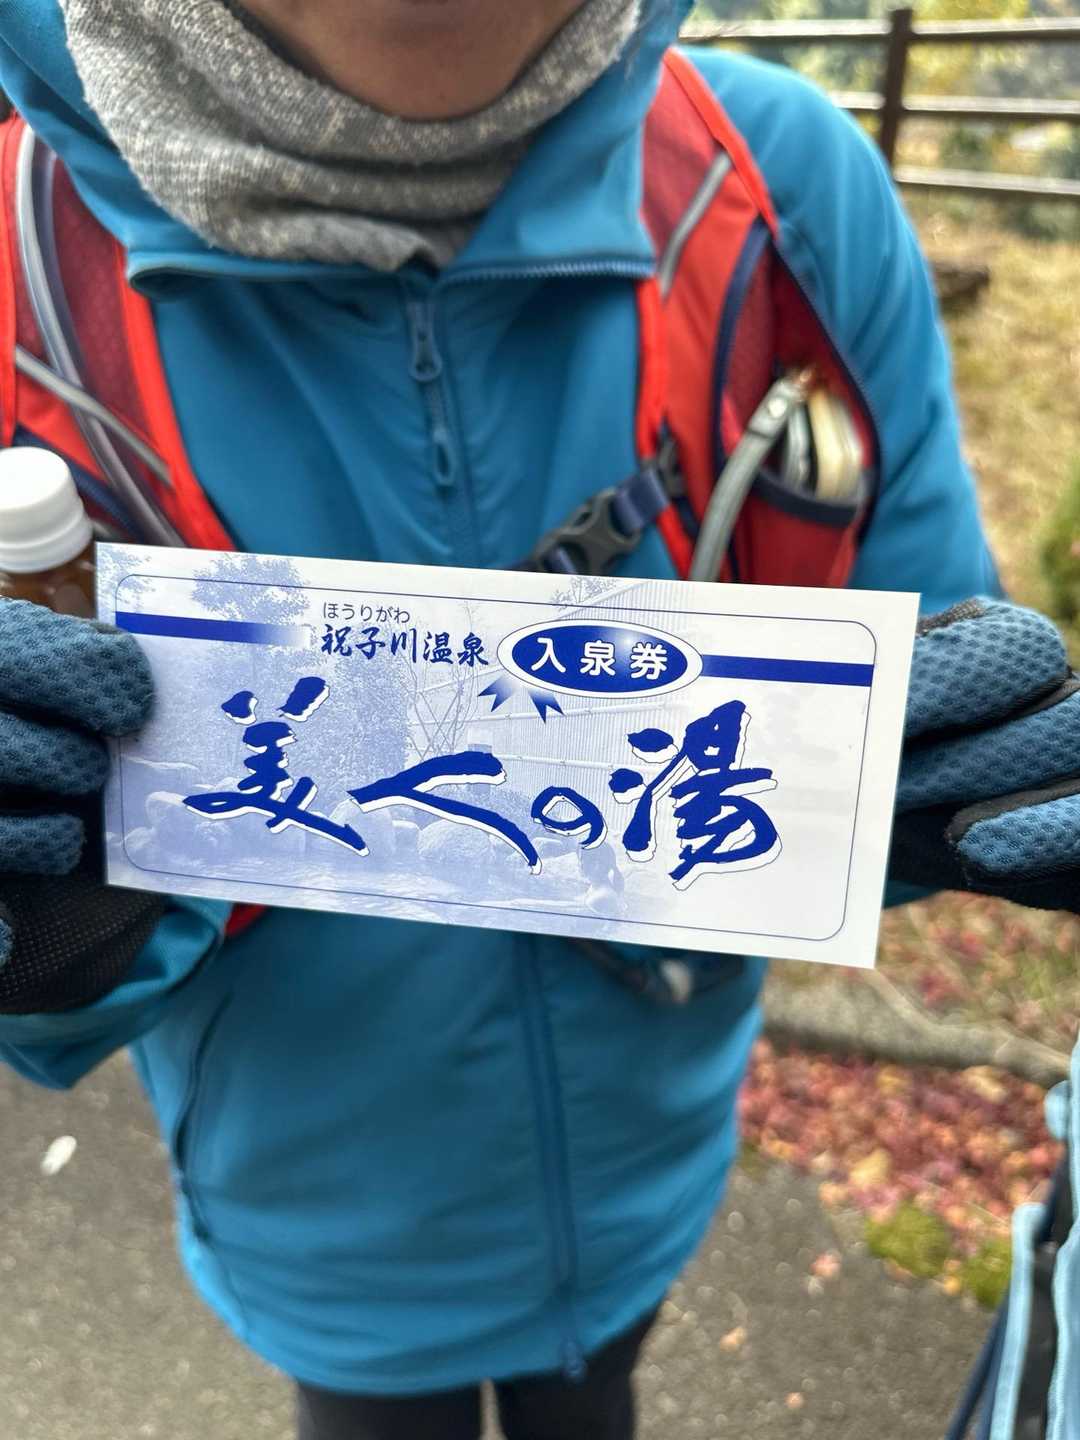 ほうりがわ
祝子川温泉 入泉券
美人の湯